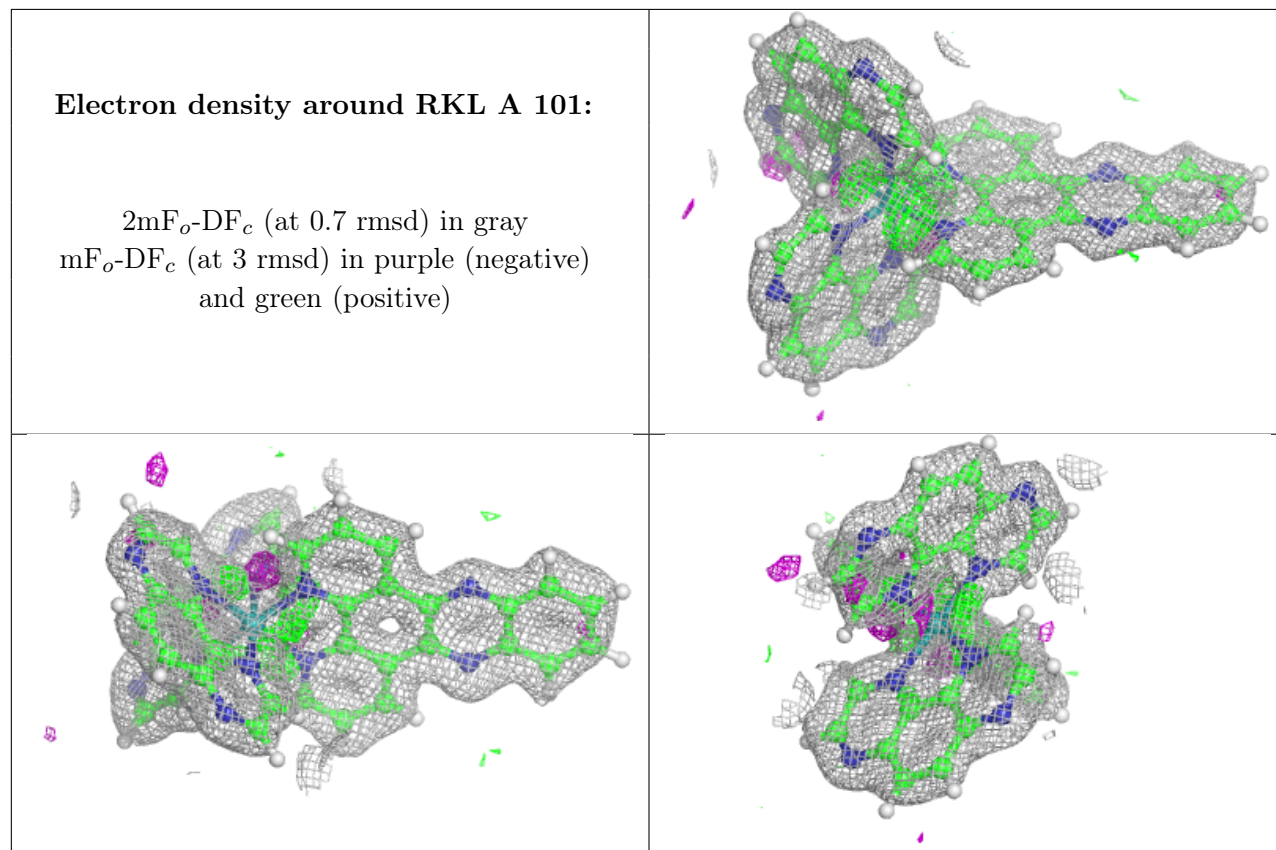 Electron density around RKL A 101:
2mFo-DFc (at 0.7 rmsd) in gray
mFo-DFc (at 3 rmsd) in purple (negative)
and green (positive)